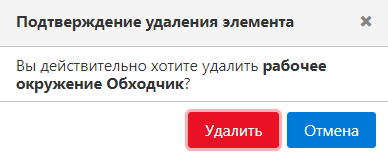 Подтверждение удаления элемента
Вы действительно хотите удалить рабочее
окружение Обходчик?
Удалить
Отмена